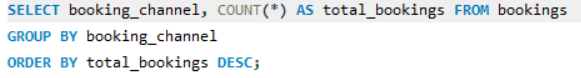 SELECT booking_channel, COUNT(*) AS total_bookings FROM bookings
GROUP BY booking_channel
ORDER BY total_bookings DESC;